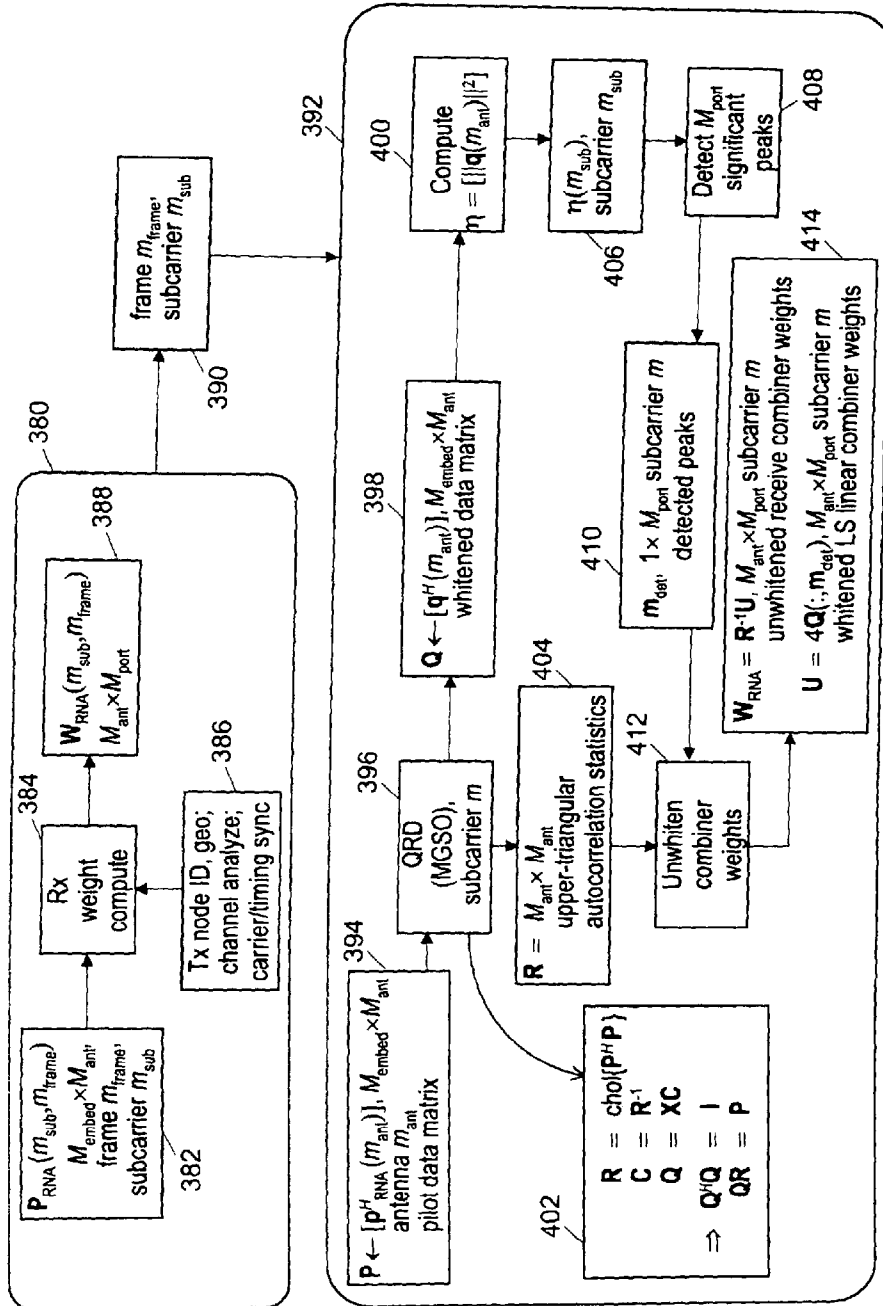 380
P_RNA (m_sub, m_frame)
M_embed × M_ant,
frame m_frame,
subcarrier m_sub
382
Rx
weight
compute
384
W_RNA (m_sub, m_frame)
M_ant × M_port
388
Tx node ID, geo;
channel analyze;
carrier/timing sync
386
frame m_frame,
subcarrier m_sub
390
392
P ← [p^H_RNA (m_ant)], M_embed × M_ant
antenna m_ant
pilot data matrix
394
QRD
(MGSO),
subcarrier m
396
Q ← [q^H (m_ant)], M_embed × M_ant
whitened data matrix
398
Compute
η = [||q(m_ant)||²]
400
R = chol{P^H P}
C = R^-1
Q = XC
⇒ Q^H Q = I
QR = P
402
R = M_ant × M_ant
upper-triangular
autocorrelation statistics
404
η(m_sub),
subcarrier m_sub
406
Detect M_port
significant
peaks
408
m_det, 1 × M_port subcarrier m
detected peaks
410
Unwhiten
combiner
weights
412
W_RNA = R^-1 U, M_ant × M_port subcarrier m
unwhitened receive combiner weights
U = 4Q(:,m_det), M_ant × M_port subcarrier m
whitened LS linear combiner weights
414